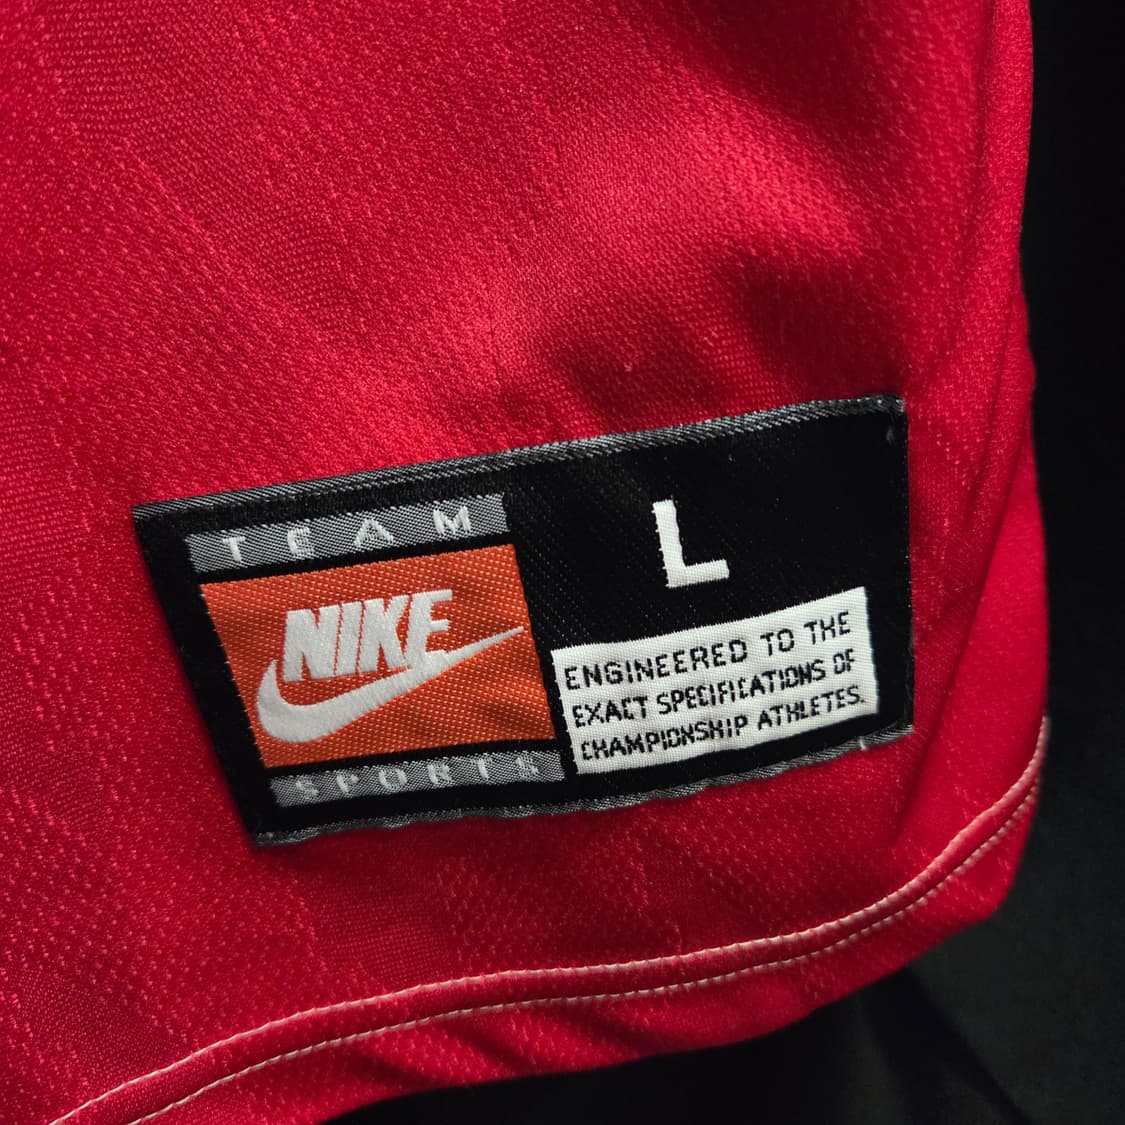 TEAM
NIKE
SPORTS
L
ENGINEERED TO THE
EXACT SPECIFICATIONS OF
CHAMPIONSHIP ATHLETES.